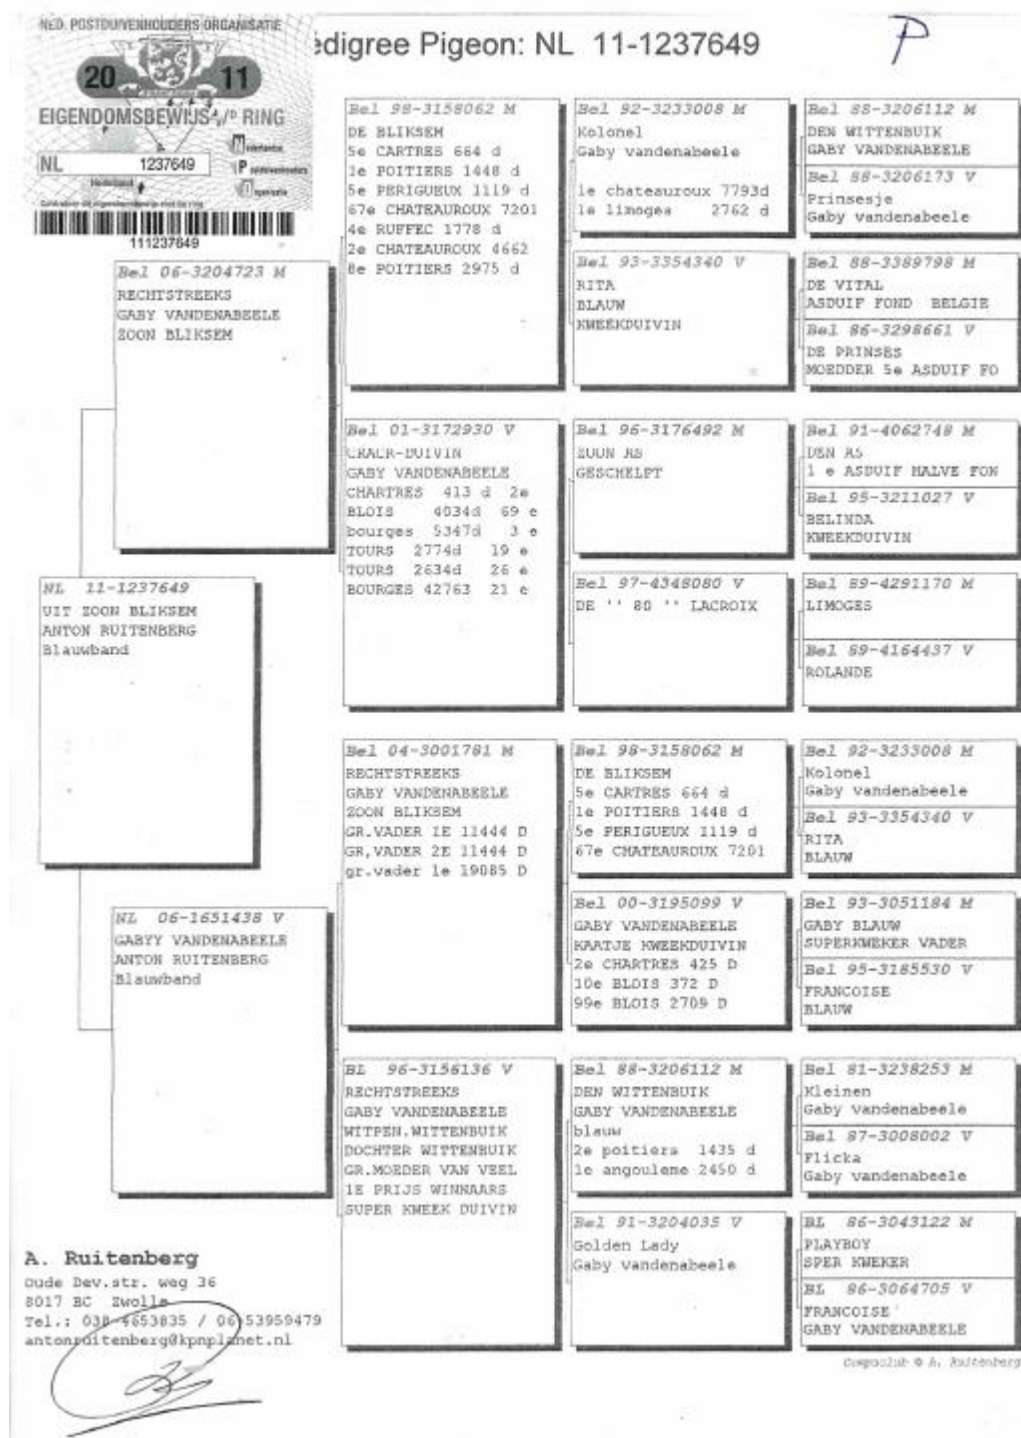 NED. POSTDUIVENHOUDERS ORGANISATIE
20 11
EIGENDOMSBEWIJS v/D RING
NL 1237649
Nederland
111237649
édigree Pigeon: NL 11-1237649
P
Bel 06-3204723 M
RECHTSTREEKS
GABY VANDENABEELE
ZOON BLIKSEM
NL 11-1237649
UIT ZOON BLIKSEM
ANTON RUITENBERG
Blauwband
NL 06-1651438 V
GABYY VANDENABEELE
ANTON RUITENBERG
Blauwband
Bel 98-3158062 M
DE BLIKSEM
5e CARTRES 664 d
1e POITIERS 1448 d
5e PERIGUEUX 1119 d
67e CHATEAUROUX 7201
4e RUFFEC 1778 d
2e CHATEAUROUX 4662
8e POITIERS 2975 d
Bel 01-3172930 V
CRACK-DUIVIN
GABY VANDENABEELE
CHARTRES 413 d 2e
BLOIS 4034d 69 e
bourges 5347d 3 e
TOURS 2774d 19 e
TOURS 2634d 26 e
BOURGES 42763 21 e
Bel 04-3001781 M
RECHTSTREEKS
GABY VANDENABEELE
ZOON BLIKSEM
GR.VADER 1E 11444 D
GR,VADER 2E 11444 D
gr.vader 1e 19085 D
BL 96-3156136 V
RECHTSTREEKS
GABY VANDENABEELE
WITPEN.WITTENBUIK
DOCHTER WITTENBUIK
GR.MOEDER VAN VEEL
1E PRIJS WINNAARS
SUPER KWEEK DUIVIN
Bel 92-3233008 M
Kolonel
Gaby vandenabeele
1e chateauroux 7793d
1e limoges 2762 d
Bel 93-3354340 V
RITA
BLAUW
KWEEKDUIVIN
Bel 96-3176492 M
ZOON AS
GESCHELPT
Bel 97-4348080 V
DE '' 80 '' LACROIX
Bel 98-3158062 M
DE BLIKSEM
5e CARTRES 664 d
1e POITIERS 1448 d
5e PERIGUEUX 1119 d
67e CHATEAUROUX 7201
Bel 00-3195099 V
GABY VANDENABEELE
KAATJE KWEEKDUIVIN
2e CHARTRES 425 D
10e BLOIS 372 D
99e BLOIS 2709 D
Bel 88-3206112 M
DEN WITTENBUIK
GABY VANDENABEELE
blauw
2e poitiers 1435 d
1e angouleme 2450 d
Bel 91-3204035 V
Golden Lady
Gaby vandenabeele
Bel 88-3206112 M
DEN WITTENBUIK
GABY VANDENABEELE
Bel 88-3206173 V
Prinsesje
Gaby vandenabeele
Bel 88-3389798 M
DE VITAL
ASDUIF FOND BELGIE
Bel 86-3298661 V
DE PRINSES
MOEDDER 5e ASDUIF FO
Bel 91-4062748 M
DEN AS
1 e ASDUIF HALVE FON
Bel 95-3211027 V
BELINDA
KWEEKDUIVIN
Bel 89-4291170 M
LIMOGES
Bel 89-4164437 V
ROLANDE
Bel 92-3233008 M
Kolonel
Gaby vandenabeele
Bel 93-3354340 V
RITA
BLAUW
Bel 93-3051184 M
GABY BLAUW
SUPERKWEKER VADER
Bel 95-3185530 V
FRANCOISE
BLAUW
Bel 81-3238253 M
Kleinen
Gaby vandenabeele
Bel 87-3008002 V
Flicka
Gaby vandenabeele
BL 86-3043122 M
PLAYBOY
SPER KWEKER
BL 86-3064705 V
FRANCOISE
GABY VANDENABEELE
A. Ruitenberg
Oude Dev.str. weg 36
8017 BC Zwolle
Tel.: 038-4653835 / 06 53959479
antonruitenberg@kpnplanet.nl
Compuclub © A. Ruitenberg